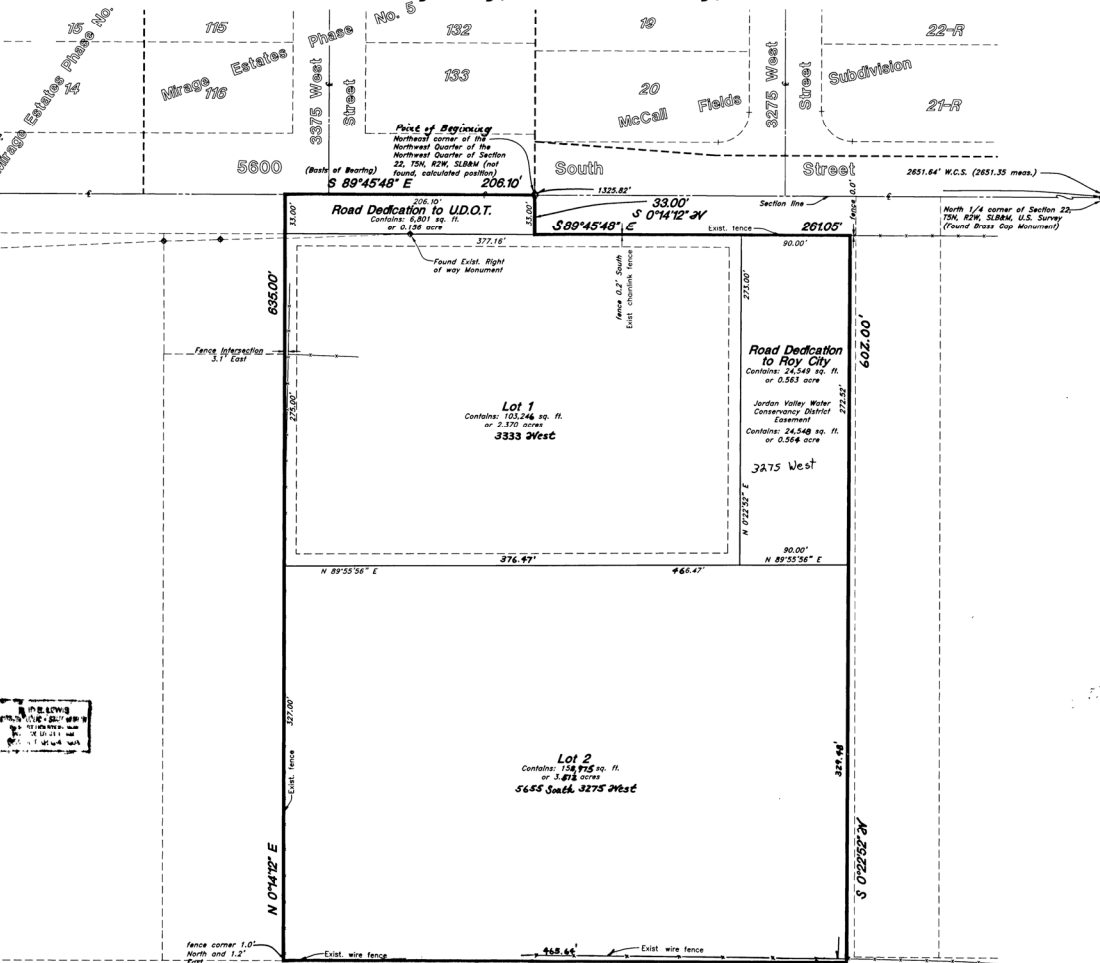 15
115
Mirage Estates Phase No. 5
132
19
22-R
Mirage Estates Phase No.
14
116
133
20
McCall Fields Subdivision
21-R
3375 West
Street
3275 West
Street
5600
South
Street
Point of Beginning
Northeast corner of the
Northwest Quarter of the
Northwest Quarter of Section
22, T5N, R2W, SLB&M (not
found, calculated position)
(Basis of Bearing)
S 89°45'48" E
206.10'
1325.82'
2651.64' W.C.S. (2651.35 meas.)
Section line
North 1/4 corner of Section 22,
T5N, R2W, SLB&M, U.S. Survey
(Found Brass Cap Monument)
33.00'
206.10'
Road Dedication to U.D.O.T.
Contains: 6,801 sq. ft.
or 0.156 acre
33.00'
33.00'
S 0°14'12" W
S 89°45'48" E
Exist. fence
261.05'
377.16'
90.00'
Found Exist. Right
of way Monument
fence 0.2' South
Exist chainlink fence
635.00'
273.00'
602.00'
Fence Intersection
3.1' East
275.00'
272.52'
Road Dedication
to Roy City
Contains: 24,549 sq. ft.
or 0.563 acre
Jordan Valley Water
Conservancy District
Easement
Contains: 24,548 sq. ft.
or 0.564 acre
3275 West
Lot 1
Contains: 103,246 sq. ft.
or 2.370 acres
3333 West
N 0°22'52" E
90.00'
N 89°55'56" E
376.47'
N 89°55'56" E
466.47'
327.00'
Exist. fence
Lot 2
sq. ft.
acres
5655 South 3275 West
329.48'
N 0°14'12" E
S 0°22'52" W
fence corner 1.0'
North and 1.2'
East
Exist. wire fence
465.64'
Exist wire fence